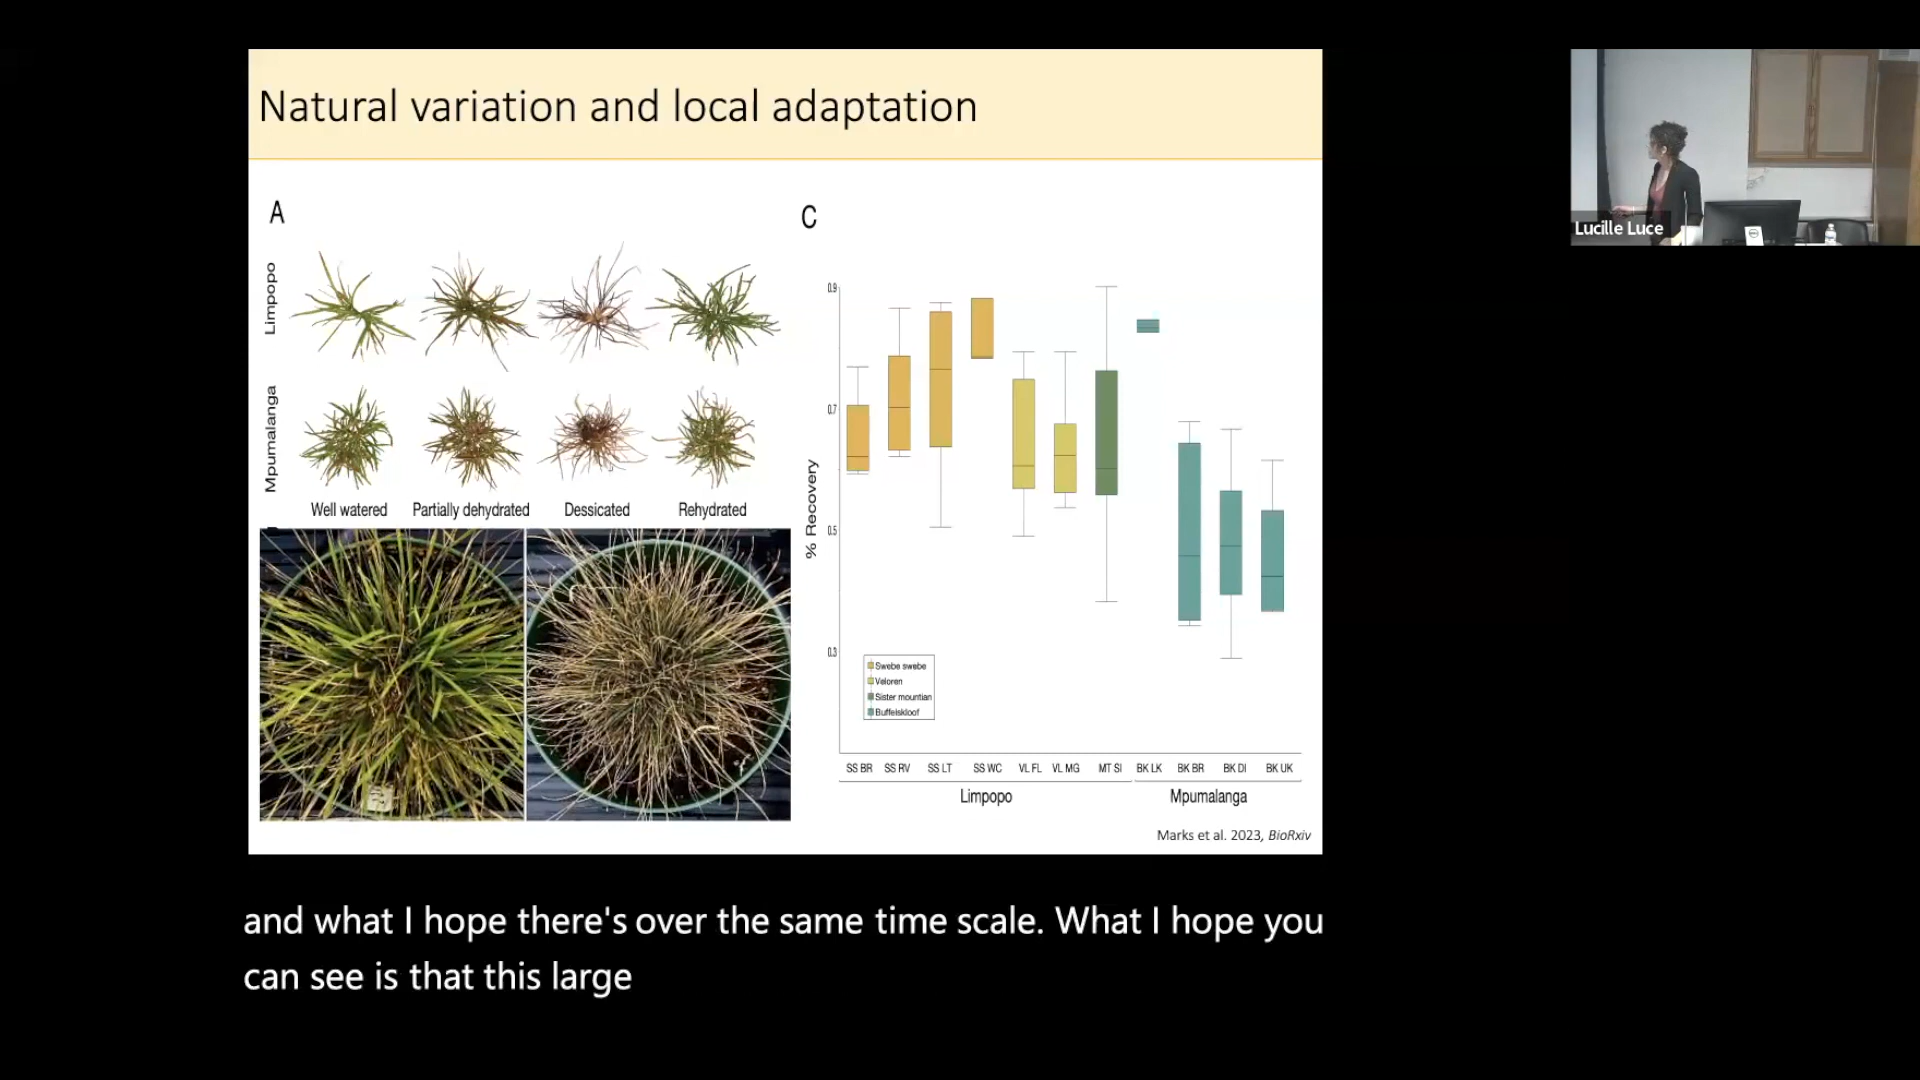 Natural variation and local adaptation
A
C
Limpopo
Mpumalanga
Well watered
Partially dehydrated
Dessicated
Rehydrated
% Recovery
0.9
0.7
0.5
0.3
Swebe swebe
Veloren
Sister mountian
Buffelskloof
SS BR
SS RV
SS LT
SS WC
VL FL
VL MG
MT SI
BK LK
BK BR
BK DI
BK UK
Limpopo
Mpumalanga
Marks et al. 2023, BioRxiv
Lucille Luce
and what I hope there's over the same time scale. What I hope you
can see is that this large